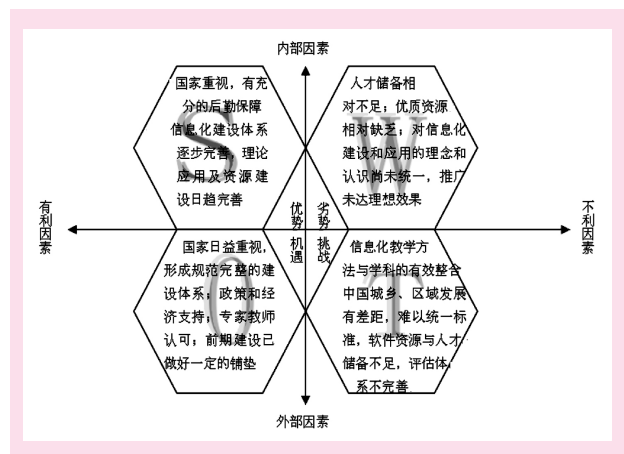 内部因素
国家重视，有充
分的后勤保障
信息化建设体系
逐步完善，理论
应用及资源建
设日趋完善
S
人才储备相
对不足；优质资源
相对缺乏；对信息化
建设和应用的理念和
认识尚未统一，推广
未达理想效果
W
有利因素
优势
劣势
机遇
挑战
不利因素
国家日益重视，
形成规范完整的建
设体系；政策和经
济支持；专家教师
认可；前期建设已
做好一定的铺垫
O
信息化教学方
法与学科的有效整合
中国城乡、区域发展
有差距，难以统一标
准，软件资源与人才
储备不足，评估体
系不完善
T
外部因素